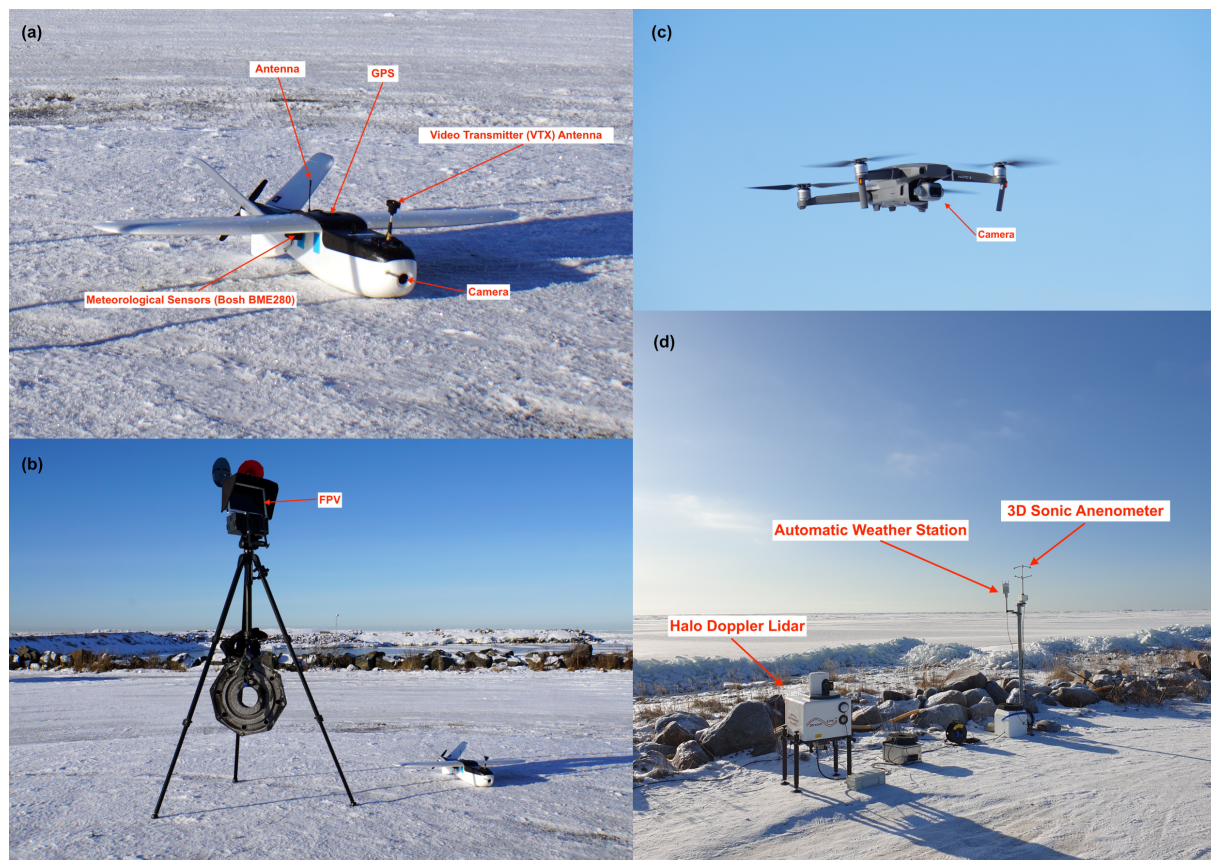 (a)
Antenna
GPS
Video Transmitter (VTX) Antenna
Meteorological Sensors (Bosh BME280)
Camera
(b)
FPV
(c)
Camera
(d)
3D Sonic Anenometer
Automatic Weather Station
Halo Doppler Lidar